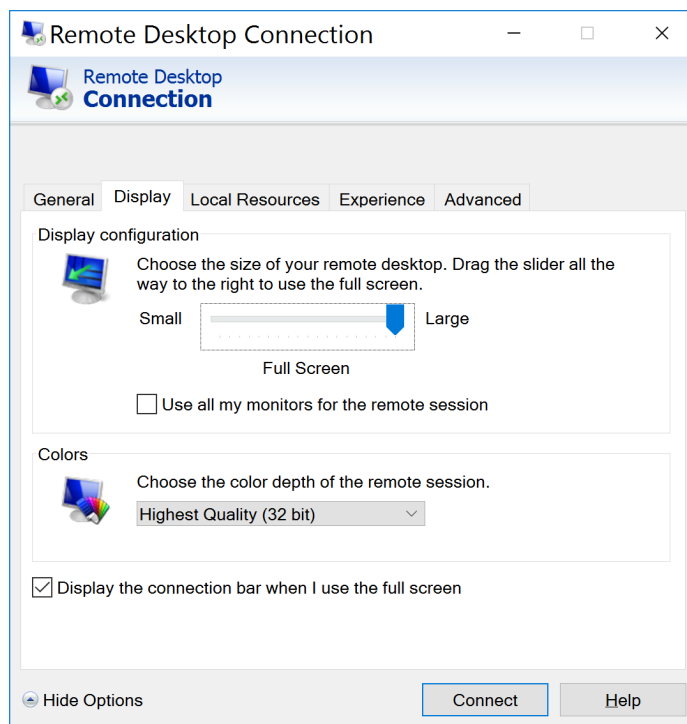 Remote Desktop Connection
Remote Desktop
Connection
General Display Local Resources Experience Advanced
Display configuration
Choose the size of your remote desktop. Drag the slider all the
way to the right to use the full screen.
Small Large
Full Screen
Use all my monitors for the remote session
Colors
Choose the color depth of the remote session.
Highest Quality (32 bit)
Display the connection bar when I use the full screen
Hide Options Connect Help